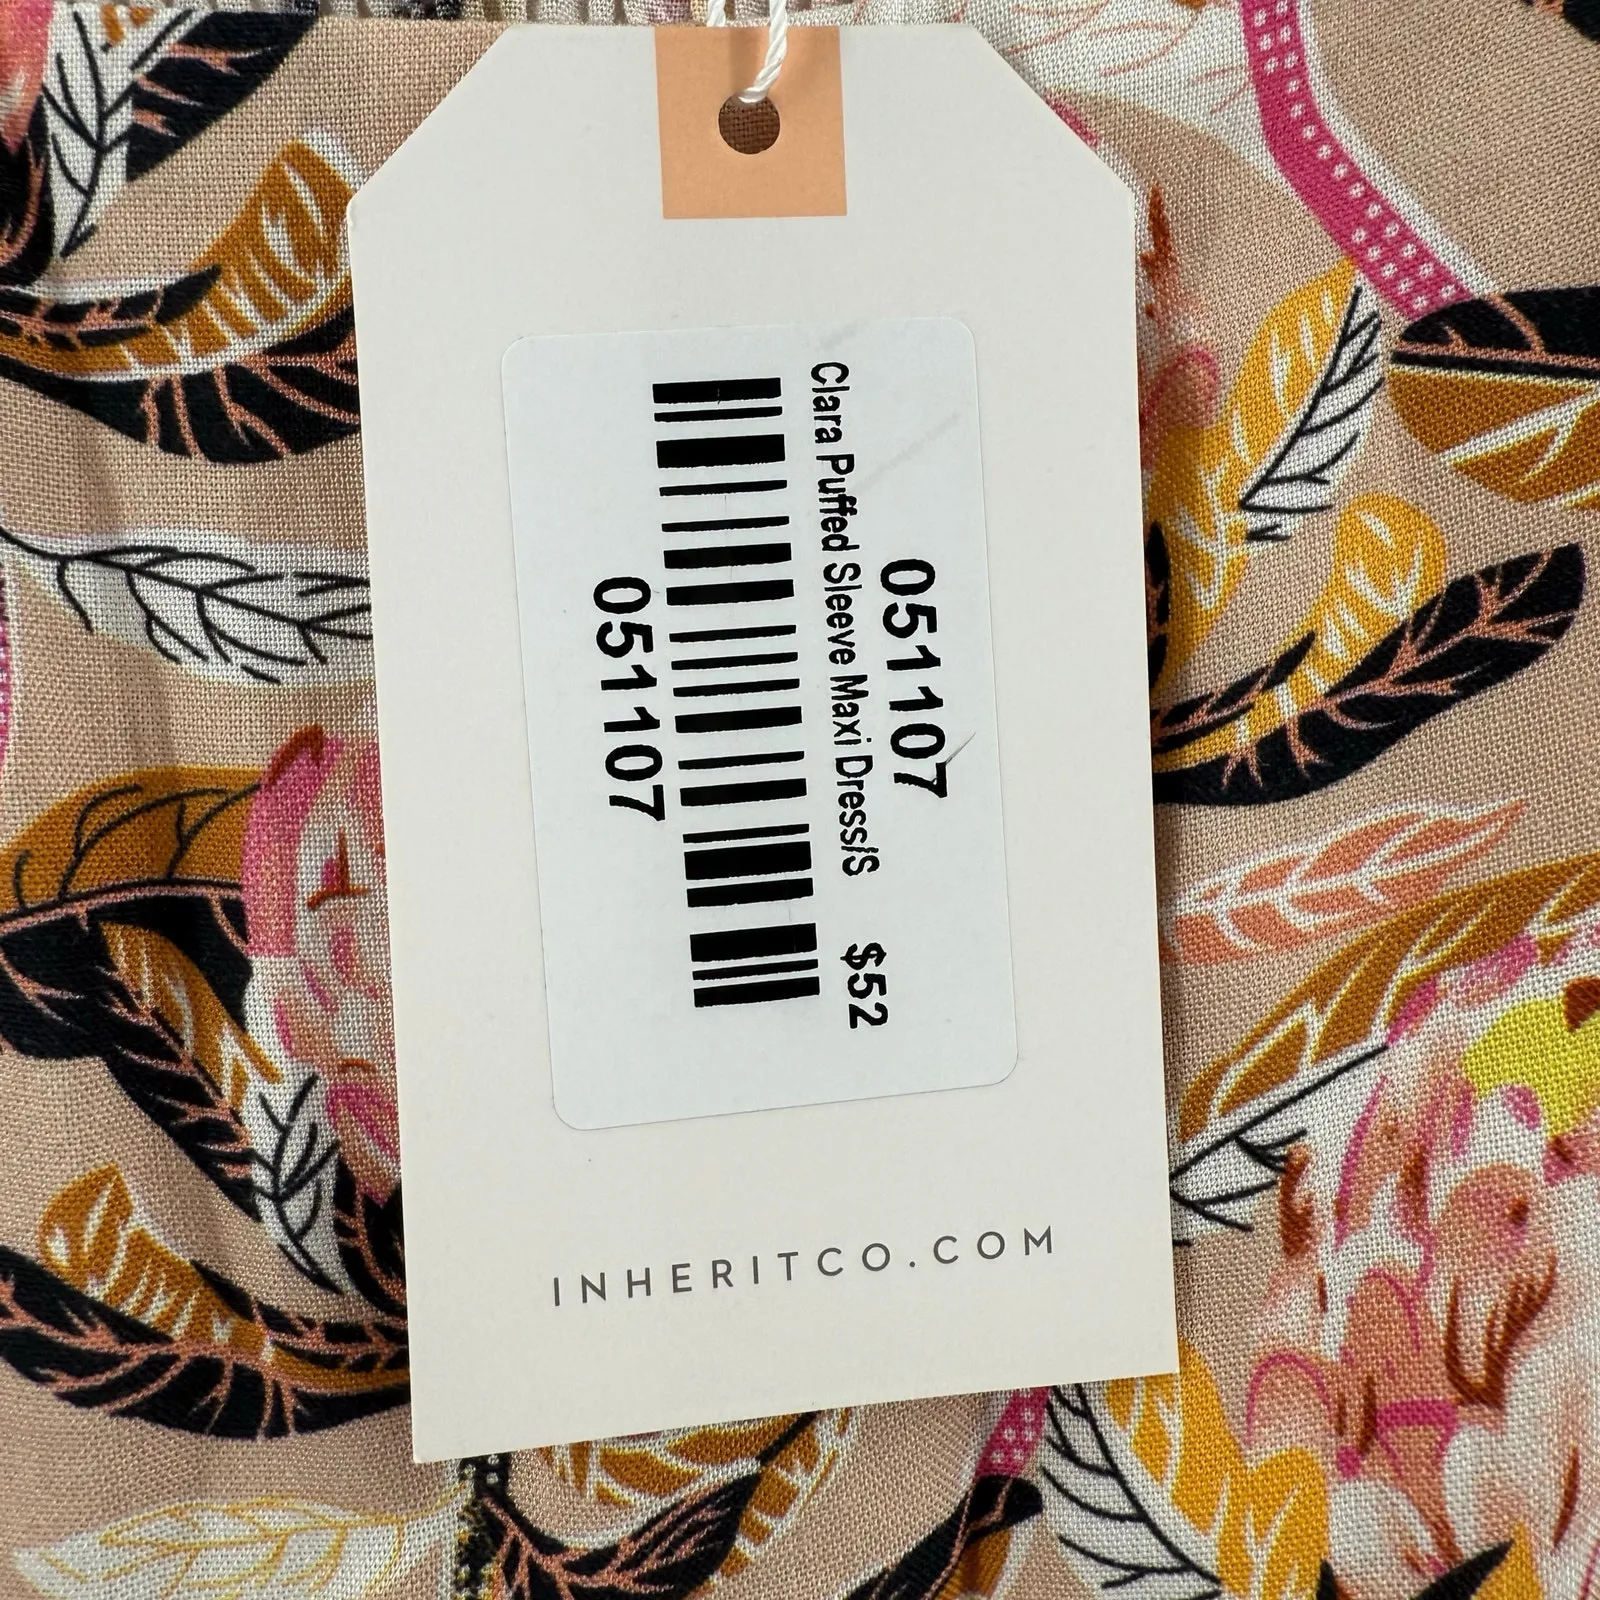 051107
Clara Puffed Sleeve Maxi Dress/S $52
051107
INHERITCO.COM